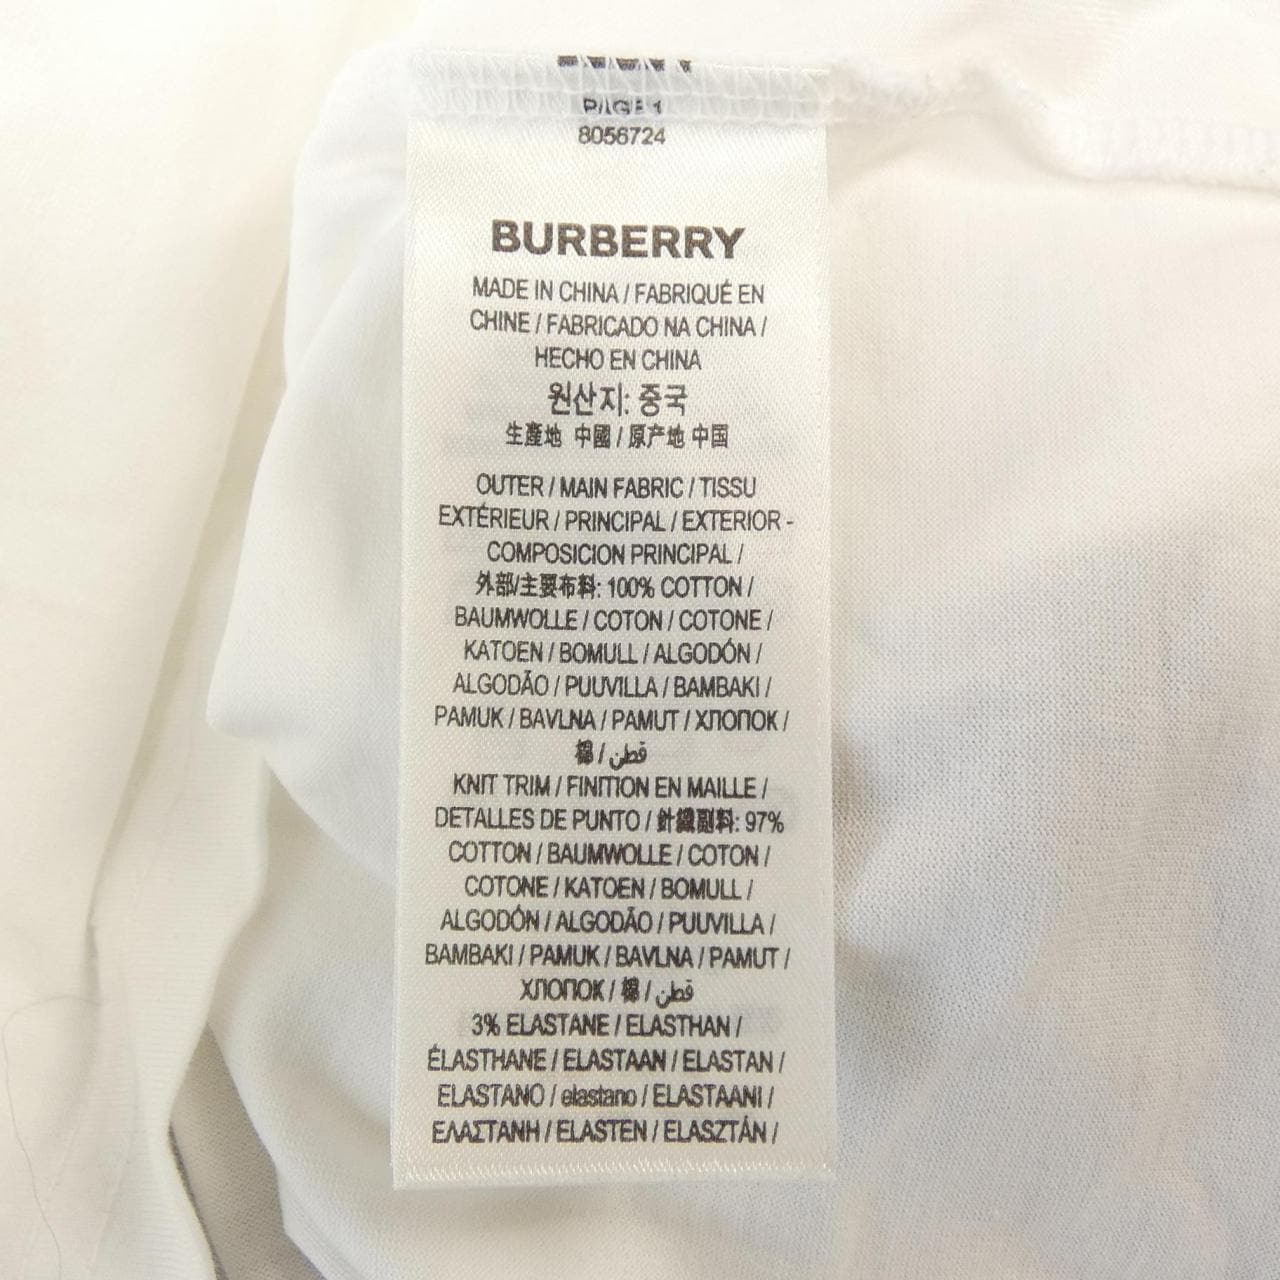 PAGE 1
8056724
BURBERRY
MADE IN CHINA / FABRIQUÉ EN
CHINE / FABRICADO NA CHINA /
HECHO EN CHINA
원산지: 중국
生產地 中國 / 原产地 中国
OUTER / MAIN FABRIC / TISSU
EXTÉRIEUR / PRINCIPAL / EXTERIOR -
COMPOSICION PRINCIPAL /
外部/主要布料: 100% COTTON /
BAUMWOLLE / COTON / COTONE /
KATOEN / BOMULL / ALGODÓN /
ALGODÃO / PUUVILLA / BAMBAKI /
PAMUK / BAVLNA / PAMUT / ХЛОПОК /
棉 / قطن
KNIT TRIM / FINITION EN MAILLE /
DETALLES DE PUNTO / 針織副料: 97%
COTTON / BAUMWOLLE / COTON /
COTONE / KATOEN / BOMULL /
ALGODÓN / ALGODÃO / PUUVILLA /
BAMBAKI / PAMUK / BAVLNA / PAMUT /
ХЛОПОК / 棉 / قطن
3% ELASTANE / ELASTHAN /
ÉLASTHANE / ELASTAAN / ELASTAN /
ELASTANO / elastano / ELASTAANI /
ΕΛΑΣΤΑΝΗ / ELASTEN / ELASZTÁN /